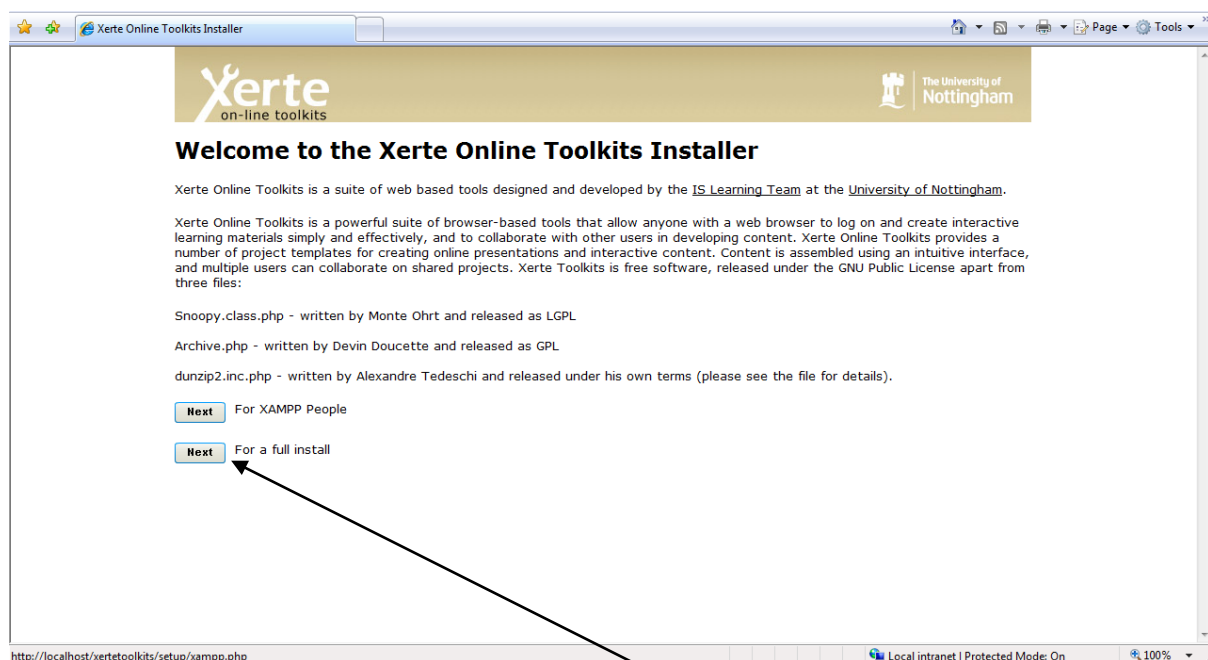 Xerte Online Toolkits Installer
Page
Tools
Xerte
on-line toolkits
The University of
Nottingham
Welcome to the Xerte Online Toolkits Installer
Xerte Online Toolkits is a suite of web based tools designed and developed by the IS Learning Team at the University of Nottingham.
Xerte Online Toolkits is a powerful suite of browser-based tools that allow anyone with a web browser to log on and create interactive
learning materials simply and effectively, and to collaborate with other users in developing content. Xerte Online Toolkits provides a
number of project templates for creating online presentations and interactive content. Content is assembled using an intuitive interface,
and multiple users can collaborate on shared projects. Xerte Toolkits is free software, released under the GNU Public License apart from
three files:
Snoopy.class.php - written by Monte Ohrt and released as LGPL
Archive.php - written by Devin Doucette and released as GPL
dunzip2.inc.php - written by Alexandre Tedeschi and released under his own terms (please see the file for details).
Next For XAMPP People
Next For a full install
http://localhost/xertetoolkits/setup/xampp.php
Local intranet | Protected Mode: On
100%